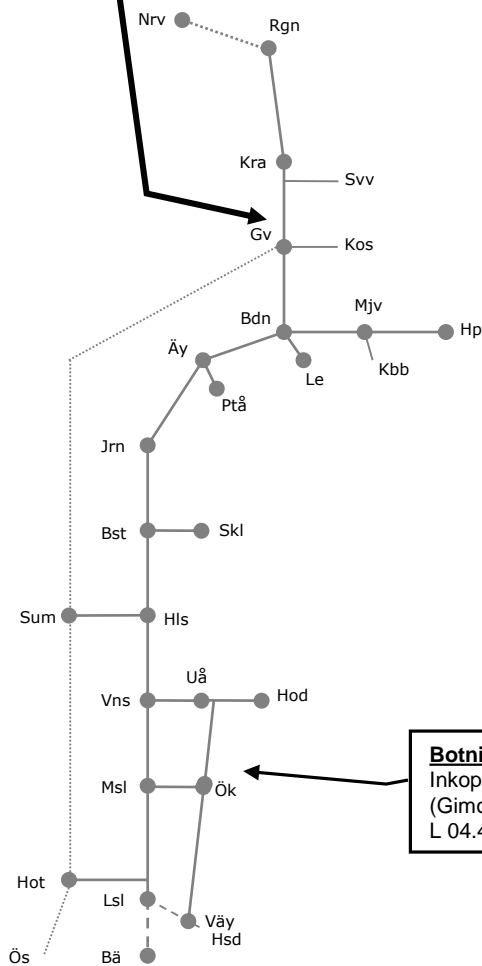 Nrv
Rgn
Kra
Svv
Gv
Kos
Bdn
Mjv
Hp
Äy
Le
Kbb
Ptå
Jrn
Bst
Skl
Sum
Hls
Uå
Vns
Hod
Botni
Inkop
Msl
Ök
(Gimo
L 04.4
Hot
Lsl
Väy
Hsd
Ös
Bä